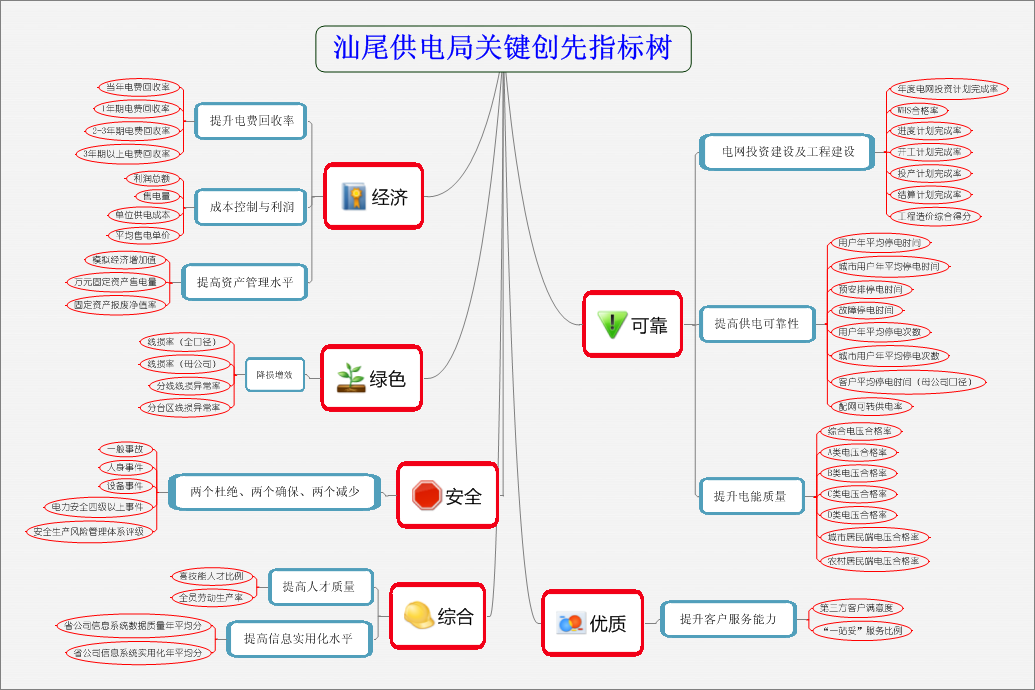 汕尾供电局关键创先指标树
经济
提升电费回收率
当年电费回收率
1年期电费回收率
2-3年期电费回收率
3年期以上电费回收率
成本控制与利润
利润总额
售电量
单位供电成本
平均售电单价
提高资产管理水平
模拟经济增加值
万元固定资产售电量
固定资产报废净值率
绿色
降损增效
线损率（全口径）
线损率（母公司）
分线线损异常率
分台区线损异常率
安全
两个杜绝、两个确保、两个减少
一般事故
人身事件
设备事件
电力安全四级以上事件
安全生产风险管理体系评级
综合
提高人才质量
高技能人才比例
全员劳动生产率
提高信息实用化水平
省公司信息系统数据质量年平均分
省公司信息系统实用化年平均分
可靠
电网投资建设及工程建设
年度电网投资计划完成率
WHS合格率
进度计划完成率
开工计划完成率
投产计划完成率
结算计划完成率
工程造价综合得分
提高供电可靠性
用户年平均停电时间
城市用户年平均停电时间
预安排停电时间
故障停电时间
用户年平均停电次数
城市用户年平均停电次数
客户平均停电时间（母公司口径）
配网可转供电率
提升电能质量
综合电压合格率
A类电压合格率
B类电压合格率
C类电压合格率
D类电压合格率
城市居民端电压合格率
农村居民端电压合格率
优质
提升客户服务能力
第三方客户满意度
“一站妥”服务比例